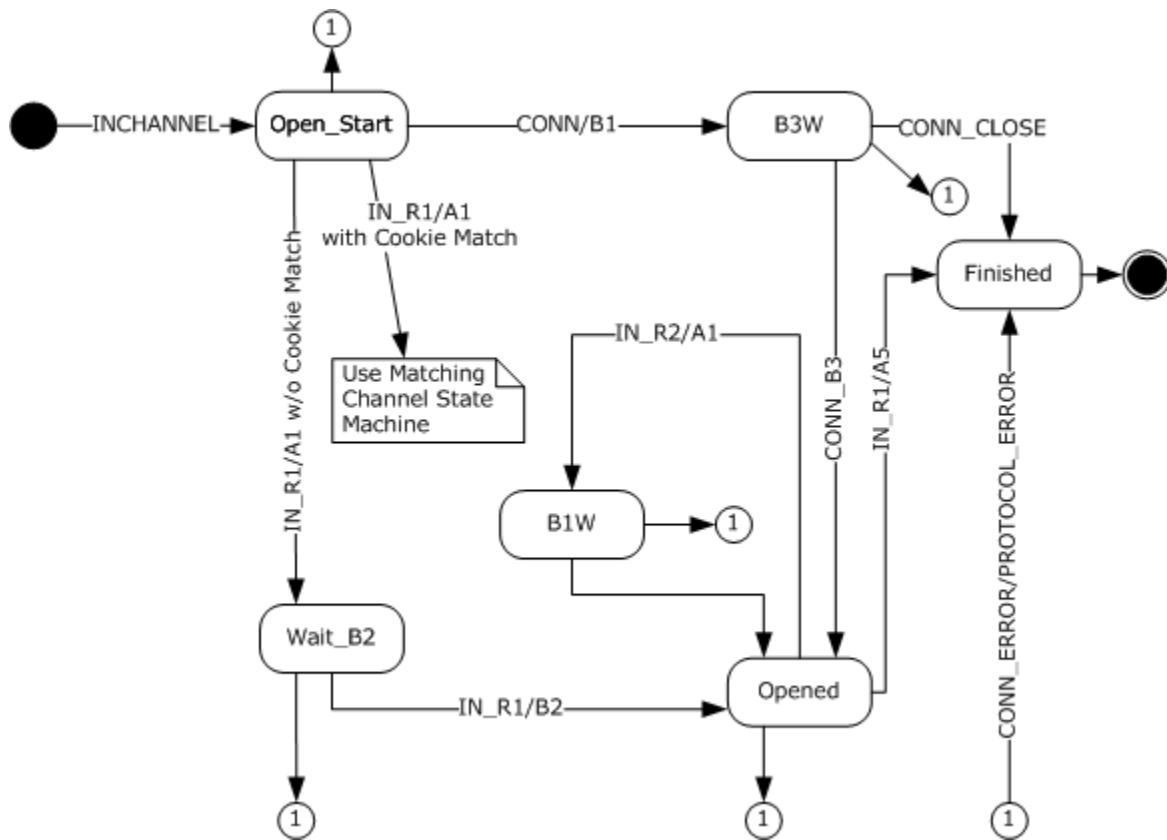 1
INCHANNEL
Open_Start
CONN/B1
B3W
CONN_CLOSE
1
IN_R1/A1
with Cookie Match
IN_R1/A1 w/o Cookie Match
Finished
Use Matching
Channel State
Machine
IN_R2/A1
CONN_B3
IN_R1/A5
CONN_ERROR/PROTOCOL_ERROR
B1W
1
Wait_B2
IN_R1/B2
Opened
1
1
1